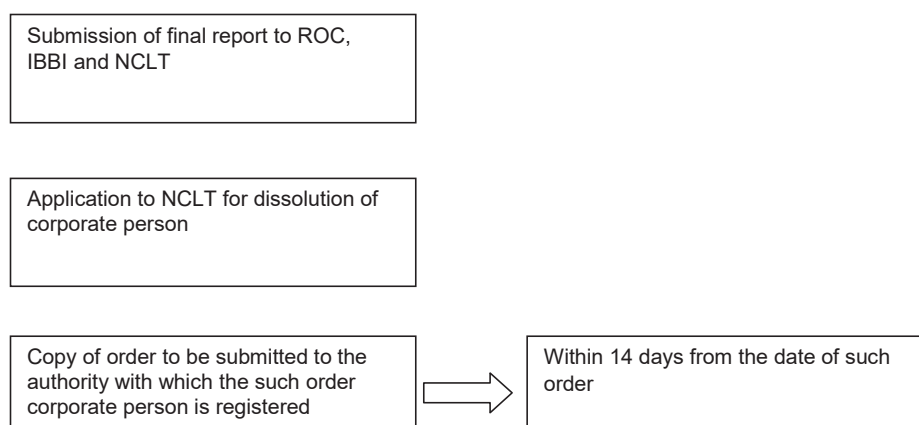 Submission of final report to ROC,
IBBI and NCLT
Application to NCLT for dissolution of
corporate person
Copy of order to be submitted to the
authority with which the such order
corporate person is registered
Within 14 days from the date of such
order